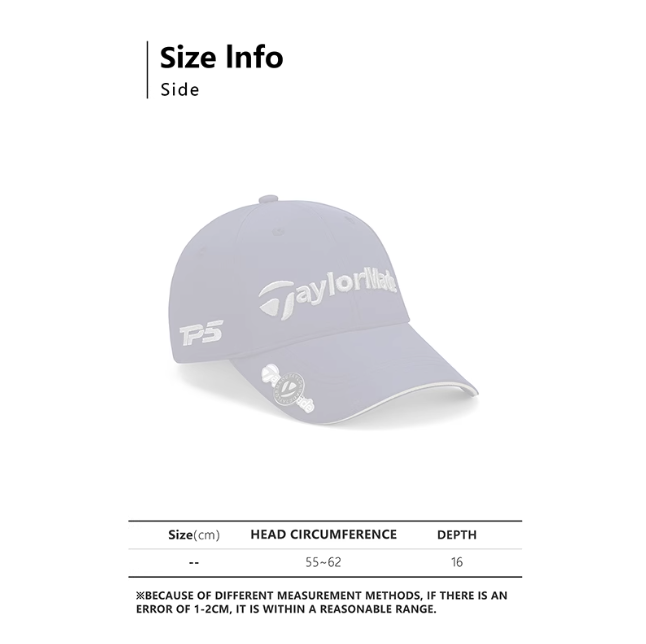 Size Info
Side
TaylorMade
TP5
Size(cm) HEAD CIRCUMFERENCE DEPTH
-- 55~62 16
※BECAUSE OF DIFFERENT MEASUREMENT METHODS, IF THERE IS AN
ERROR OF 1-2CM, IT IS WITHIN A REASONABLE RANGE.